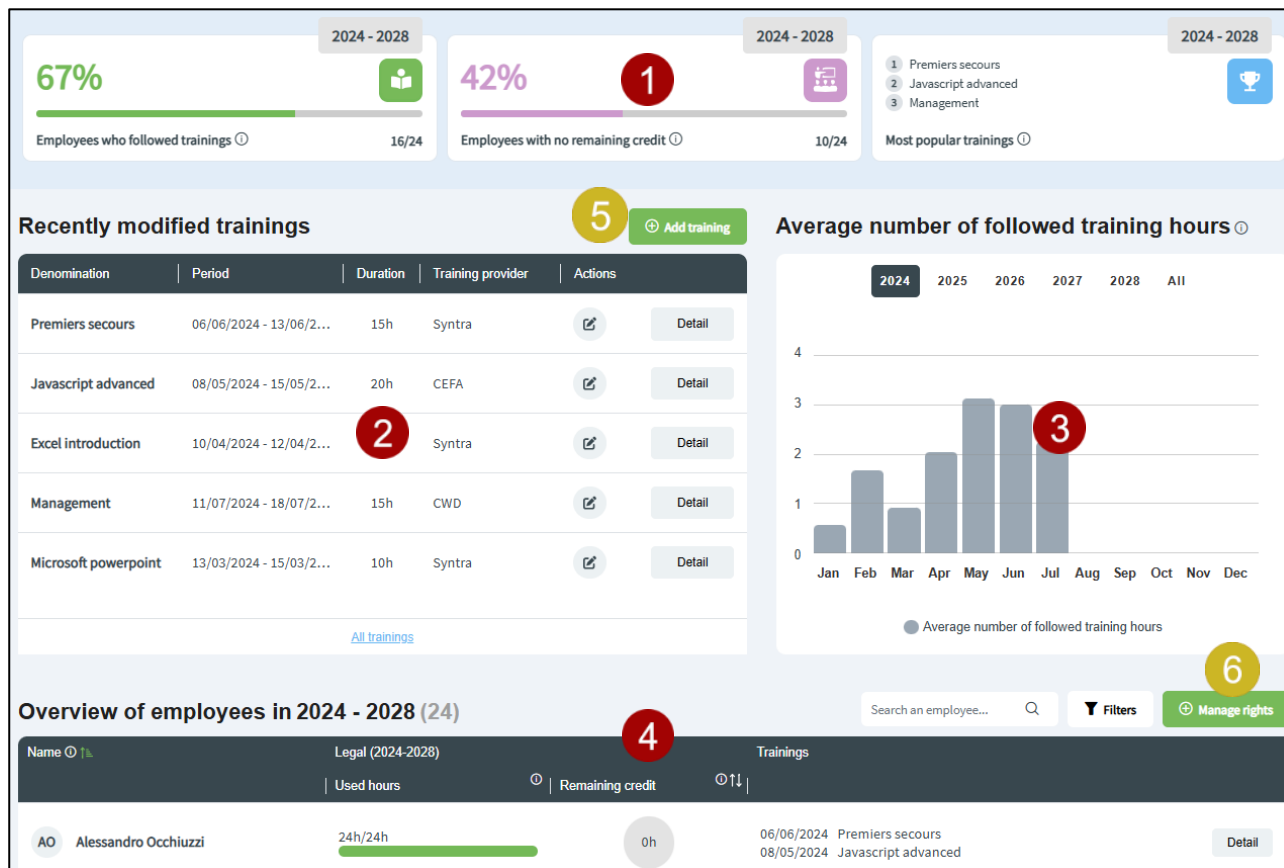 2024 - 2028
67%
Employees who followed trainings
16/24
2024 - 2028
42%
1
Employees with no remaining credit
10/24
2024 - 2028
1 Premiers secours
2 Javascript advanced
3 Management
Most popular trainings
Recently modified trainings
5
Add training
Denomination Period Duration Training provider Actions
Premiers secours 06/06/2024 - 13/06/2... 15h Syntra Detail
Javascript advanced 08/05/2024 - 15/05/2... 20h CEFA Detail
Excel introduction 10/04/2024 - 12/04/2... 2 Syntra Detail
Management 11/07/2024 - 18/07/2... 15h CWD Detail
Microsoft powerpoint 13/03/2024 - 15/03/2... 10h Syntra Detail
All trainings
Average number of followed training hours
2024 2025 2026 2027 2028 All
4
3
3
2
1
0
Jan Feb Mar Apr May Jun Jul Aug Sep Oct Nov Dec
Average number of followed training hours
6
Overview of employees in 2024 - 2028 (24)
Search an employee... Filters Manage rights
4
Name Legal (2024-2028) Trainings
Used hours Remaining credit
AO Alessandro Occhiuzzi 24h/24h 0h 06/06/2024 Premiers secours Detail
08/05/2024 Javascript advanced